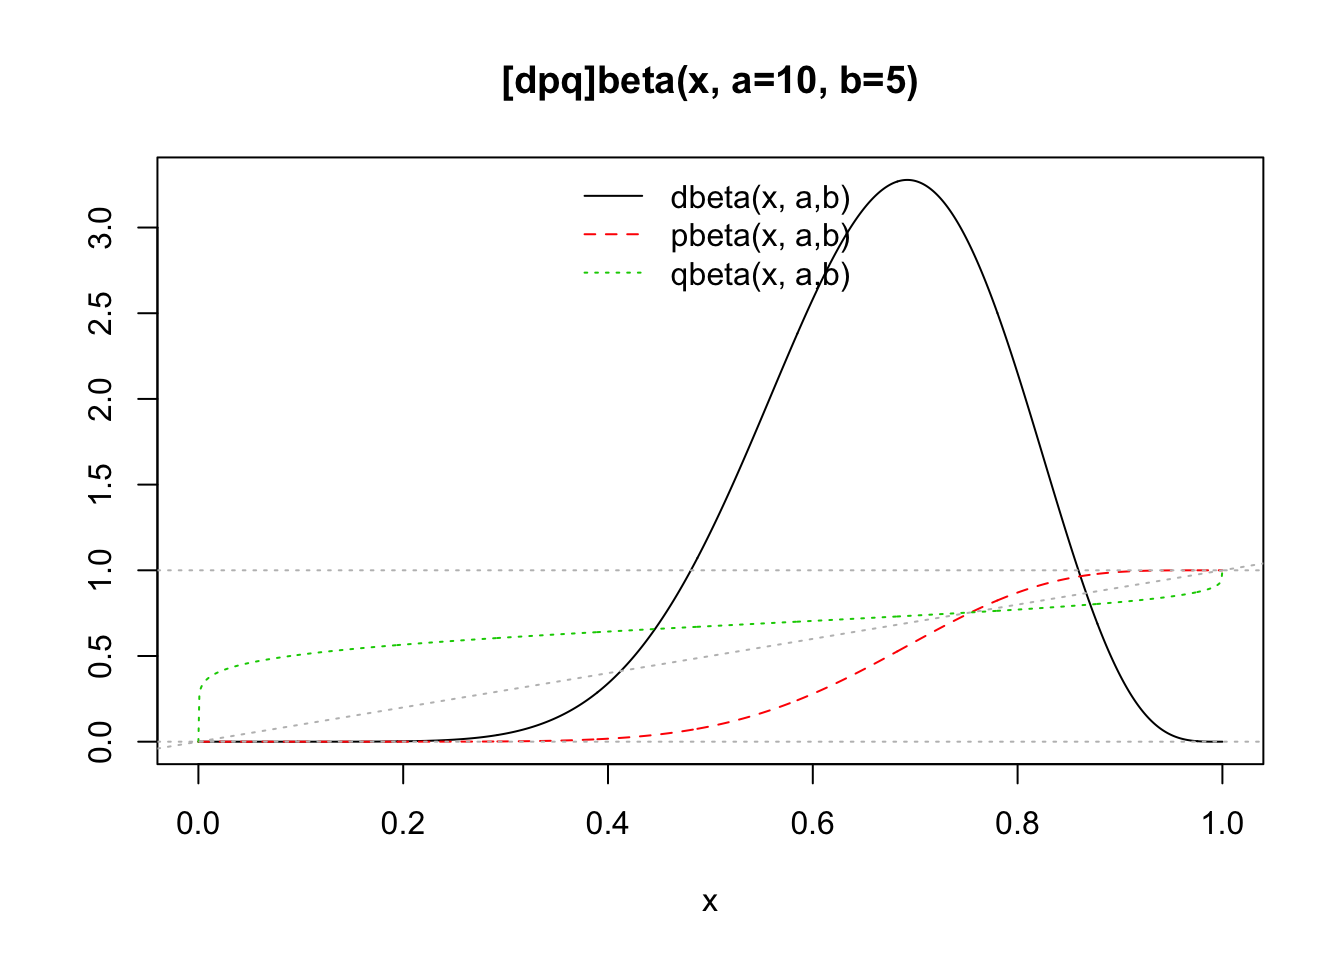 [dpq]beta(x, a=10, b=5)
dbeta(x, a,b)
pbeta(x, a,b)
qbeta(x, a,b)
3.0
2.5
2.0
1.5
1.0
0.5
0.0
0.0 0.2 0.4 0.6 0.8 1.0
x